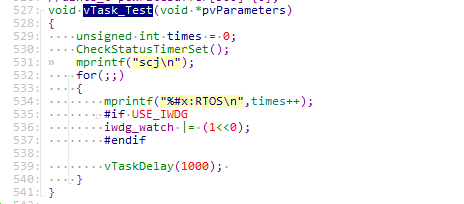 527: void vTask_Test(void *pvParameters)
528: {
529: unsigned int times = 0;
530: CheckStatusTimerSet();
531: » mprintf("scj\n");
532: for(;;)
533: {
534: mprintf("%#x:RTOS\n",times++);
535: #if USE_IWDG
536: iwdg_watch |= (1<<0);
537: #endif
538:
539: vTaskDelay(1000);
540: }
541: }